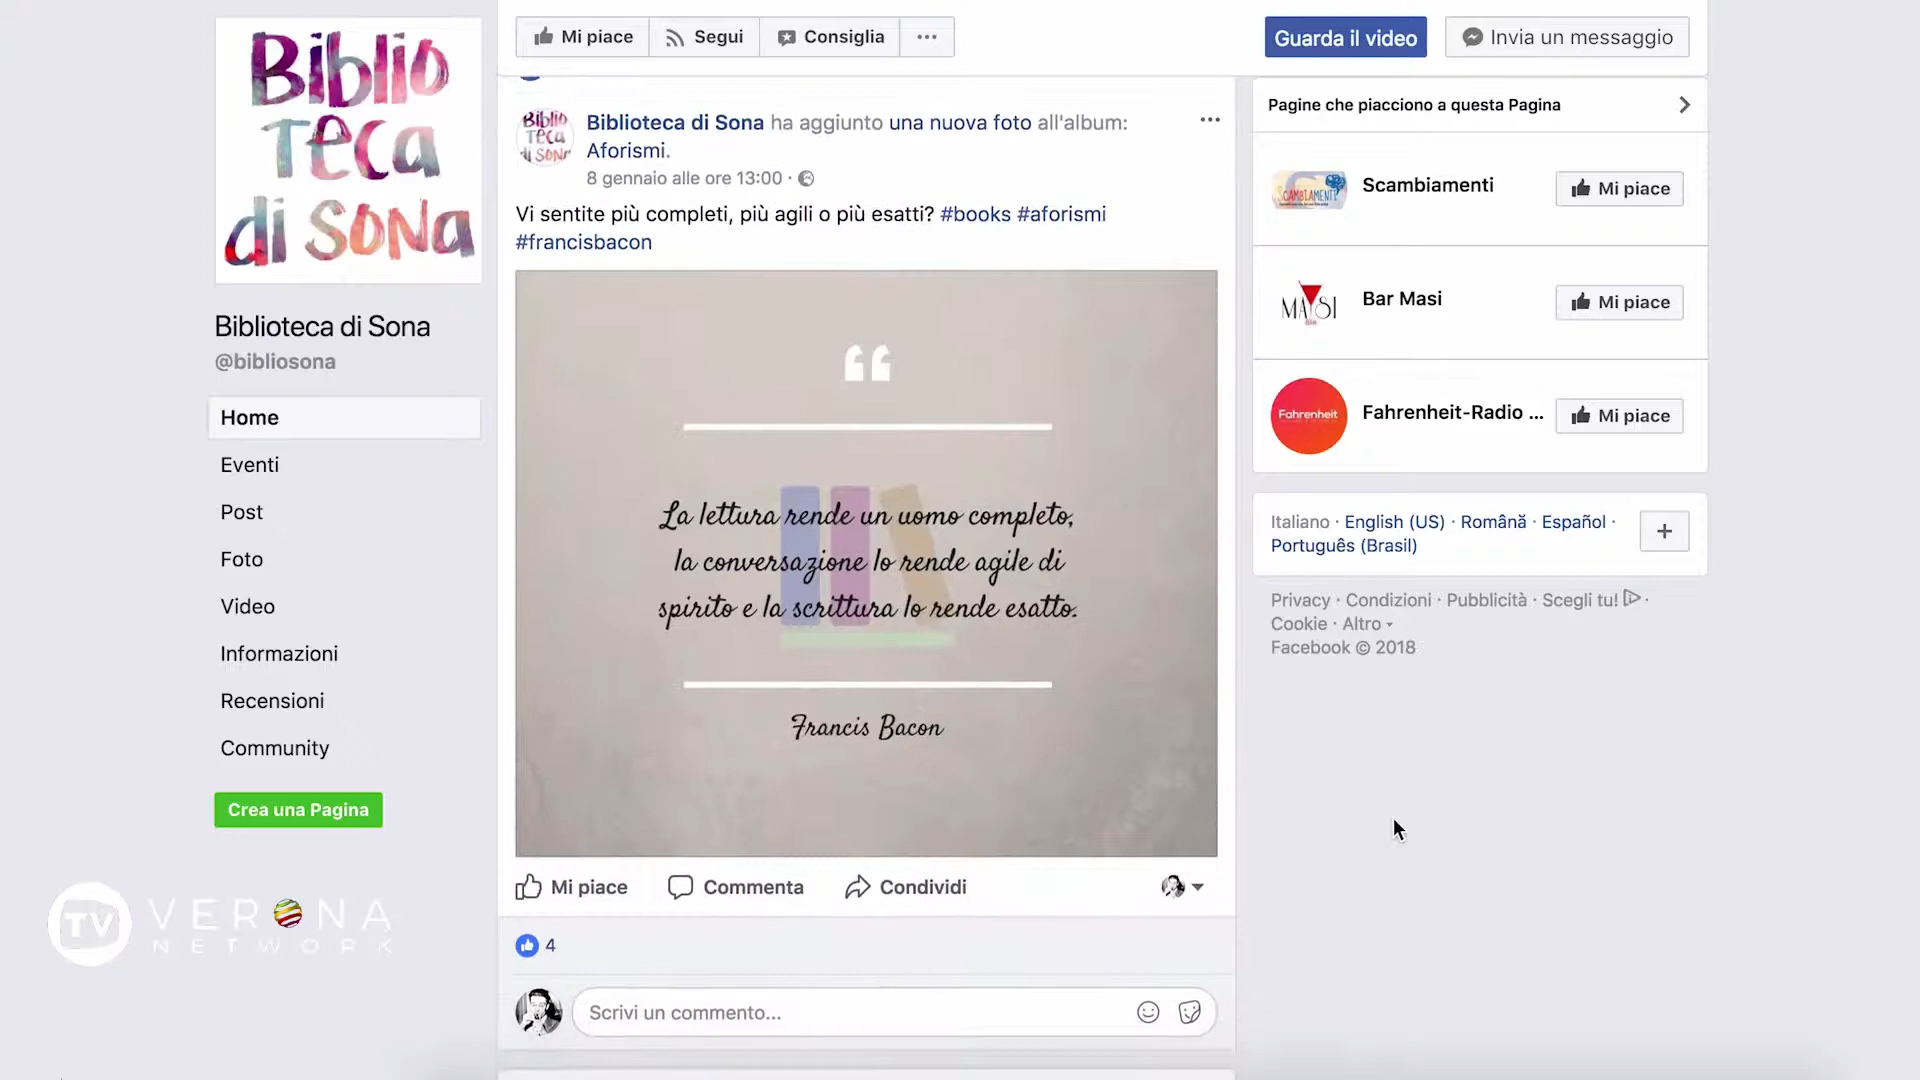 Biblio
Teca
di Sona
Biblioteca di Sona
@bibliosona
Home
Eventi
Post
Foto
Video
Informazioni
Recensioni
Community
Crea una Pagina
TV VERONA
NETWORK
Mi piace Segui Consiglia ...
Guarda il video Invia un messaggio
Biblio
Teca
di Sona
Biblioteca di Sona ha aggiunto una nuova foto all'album:
Aforismi.
8 gennaio alle ore 13:00 ·
Vi sentite più completi, più agili o più esatti? #books #aforismi
#francisbacon
“
La lettura rende un uomo completo,
la conversazione lo rende agile di
spirito e la scrittura lo rende esatto.
Francis Bacon
Mi piace Commenta Condividi
4
Scrivi un commento...
Pagine che piacciono a questa Pagina
SCAMBIAMENTI
Scambiamenti Mi piace
MASI
Bar Masi Mi piace
Fahrenheit
Fahrenheit-Radio ... Mi piace
Italiano · English (US) · Română · Español ·
Português (Brasil)
+
Privacy · Condizioni · Pubblicità · Scegli tu! ·
Cookie · Altro
Facebook © 2018